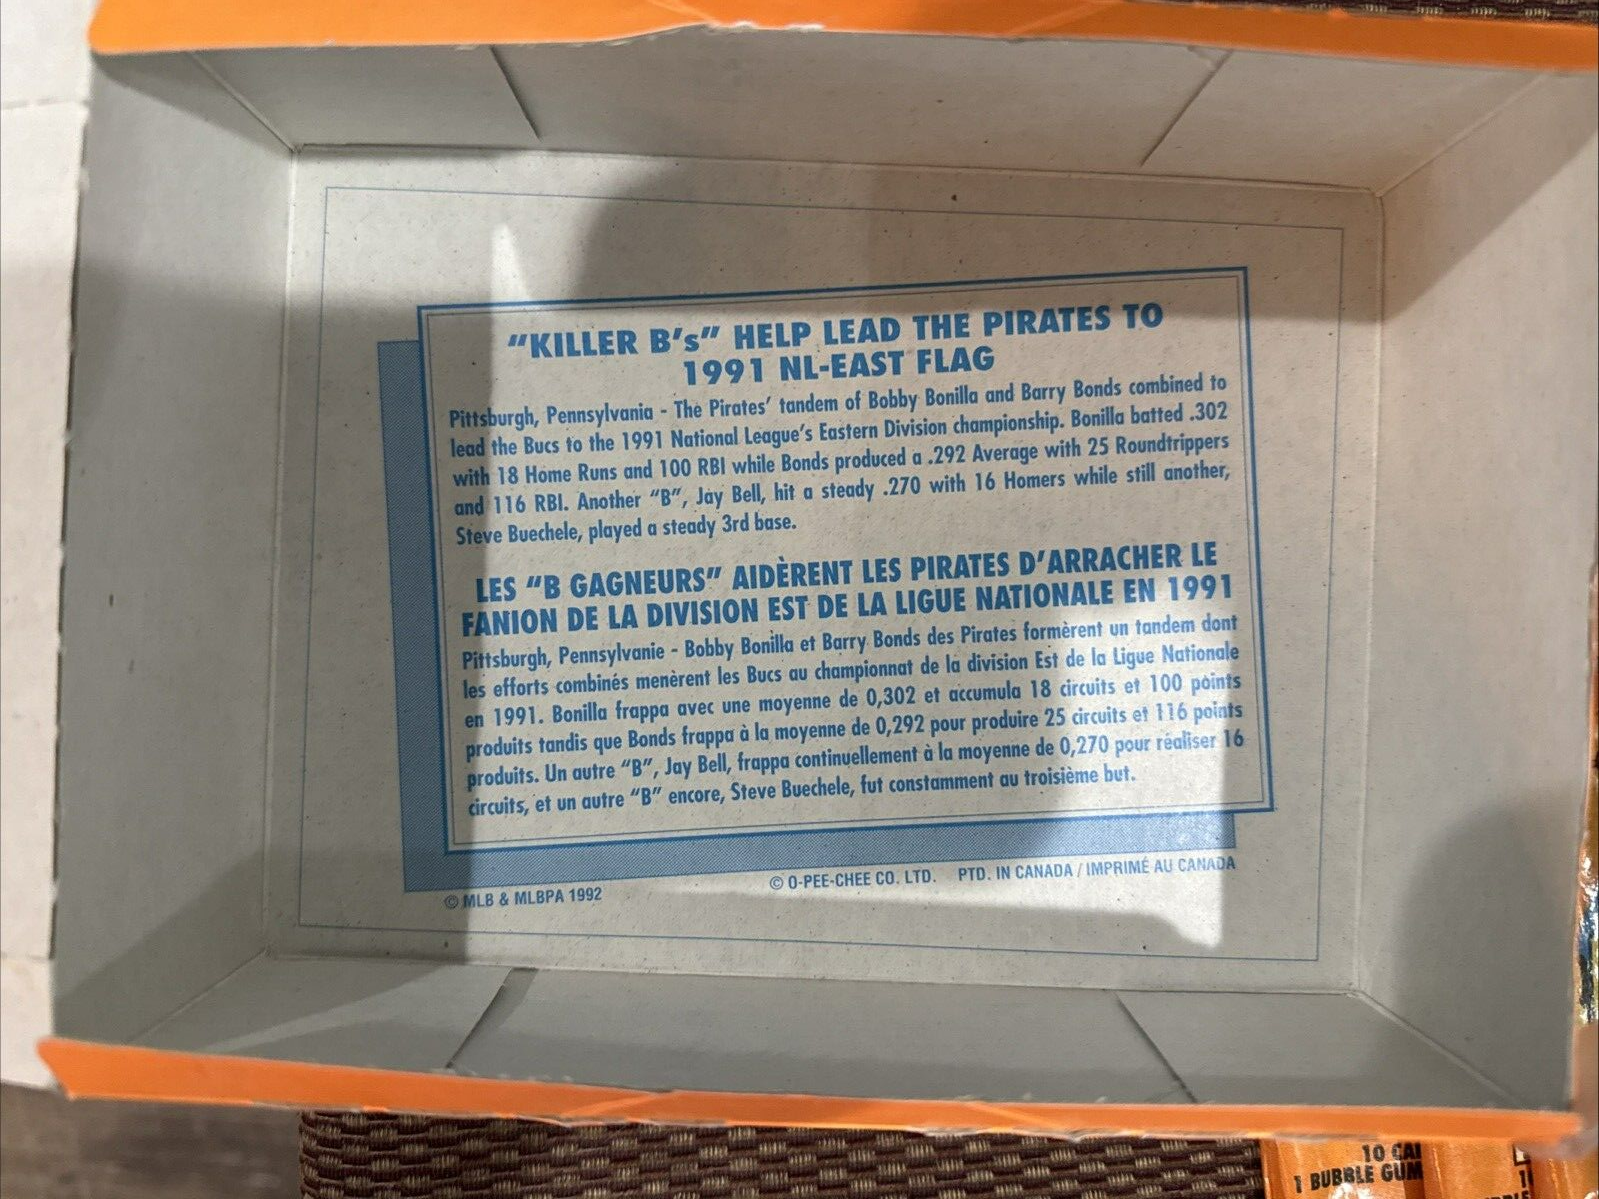 "KILLER B's" HELP LEAD THE PIRATES TO
1991 NL-EAST FLAG
Pittsburgh, Pennsylvania - The Pirates' tandem of Bobby Bonilla and Barry Bonds combined to
lead the Bucs to the 1991 National League's Eastern Division championship. Bonilla batted .302
with 18 Home Runs and 100 RBI while Bonds produced a .292 Average with 25 Roundtrippers
and 116 RBI. Another "B", Jay Bell, hit a steady .270 with 16 Homers while still another,
Steve Buechele, played a steady 3rd base.
LES "B GAGNEURS" AIDÈRENT LES PIRATES D'ARRACHER LE
FANION DE LA DIVISION EST DE LA LIGUE NATIONALE EN 1991
Pittsburgh, Pennsylvanie - Bobby Bonilla et Barry Bonds des Pirates formèrent un tandem dont
les efforts combinés menèrent les Bucs au championnat de la division Est de la Ligue Nationale
en 1991. Bonilla frappa avec une moyenne de 0,302 et accumula 18 circuits et 100 points
produits tandis que Bonds frappa à la moyenne de 0,292 pour produire 25 circuits et 116 points
produits. Un autre "B", Jay Bell, frappa continuellement à la moyenne de 0,270 pour réaliser 16
circuits, et un autre "B" encore, Steve Buechele, fut constamment au troisième but.
© MLB & MLBPA 1992
© O-PEE-CHEE CO. LTD. PTD. IN CANADA / IMPRIMÉ AU CANADA
10 CA
1 BUBBLE GUM